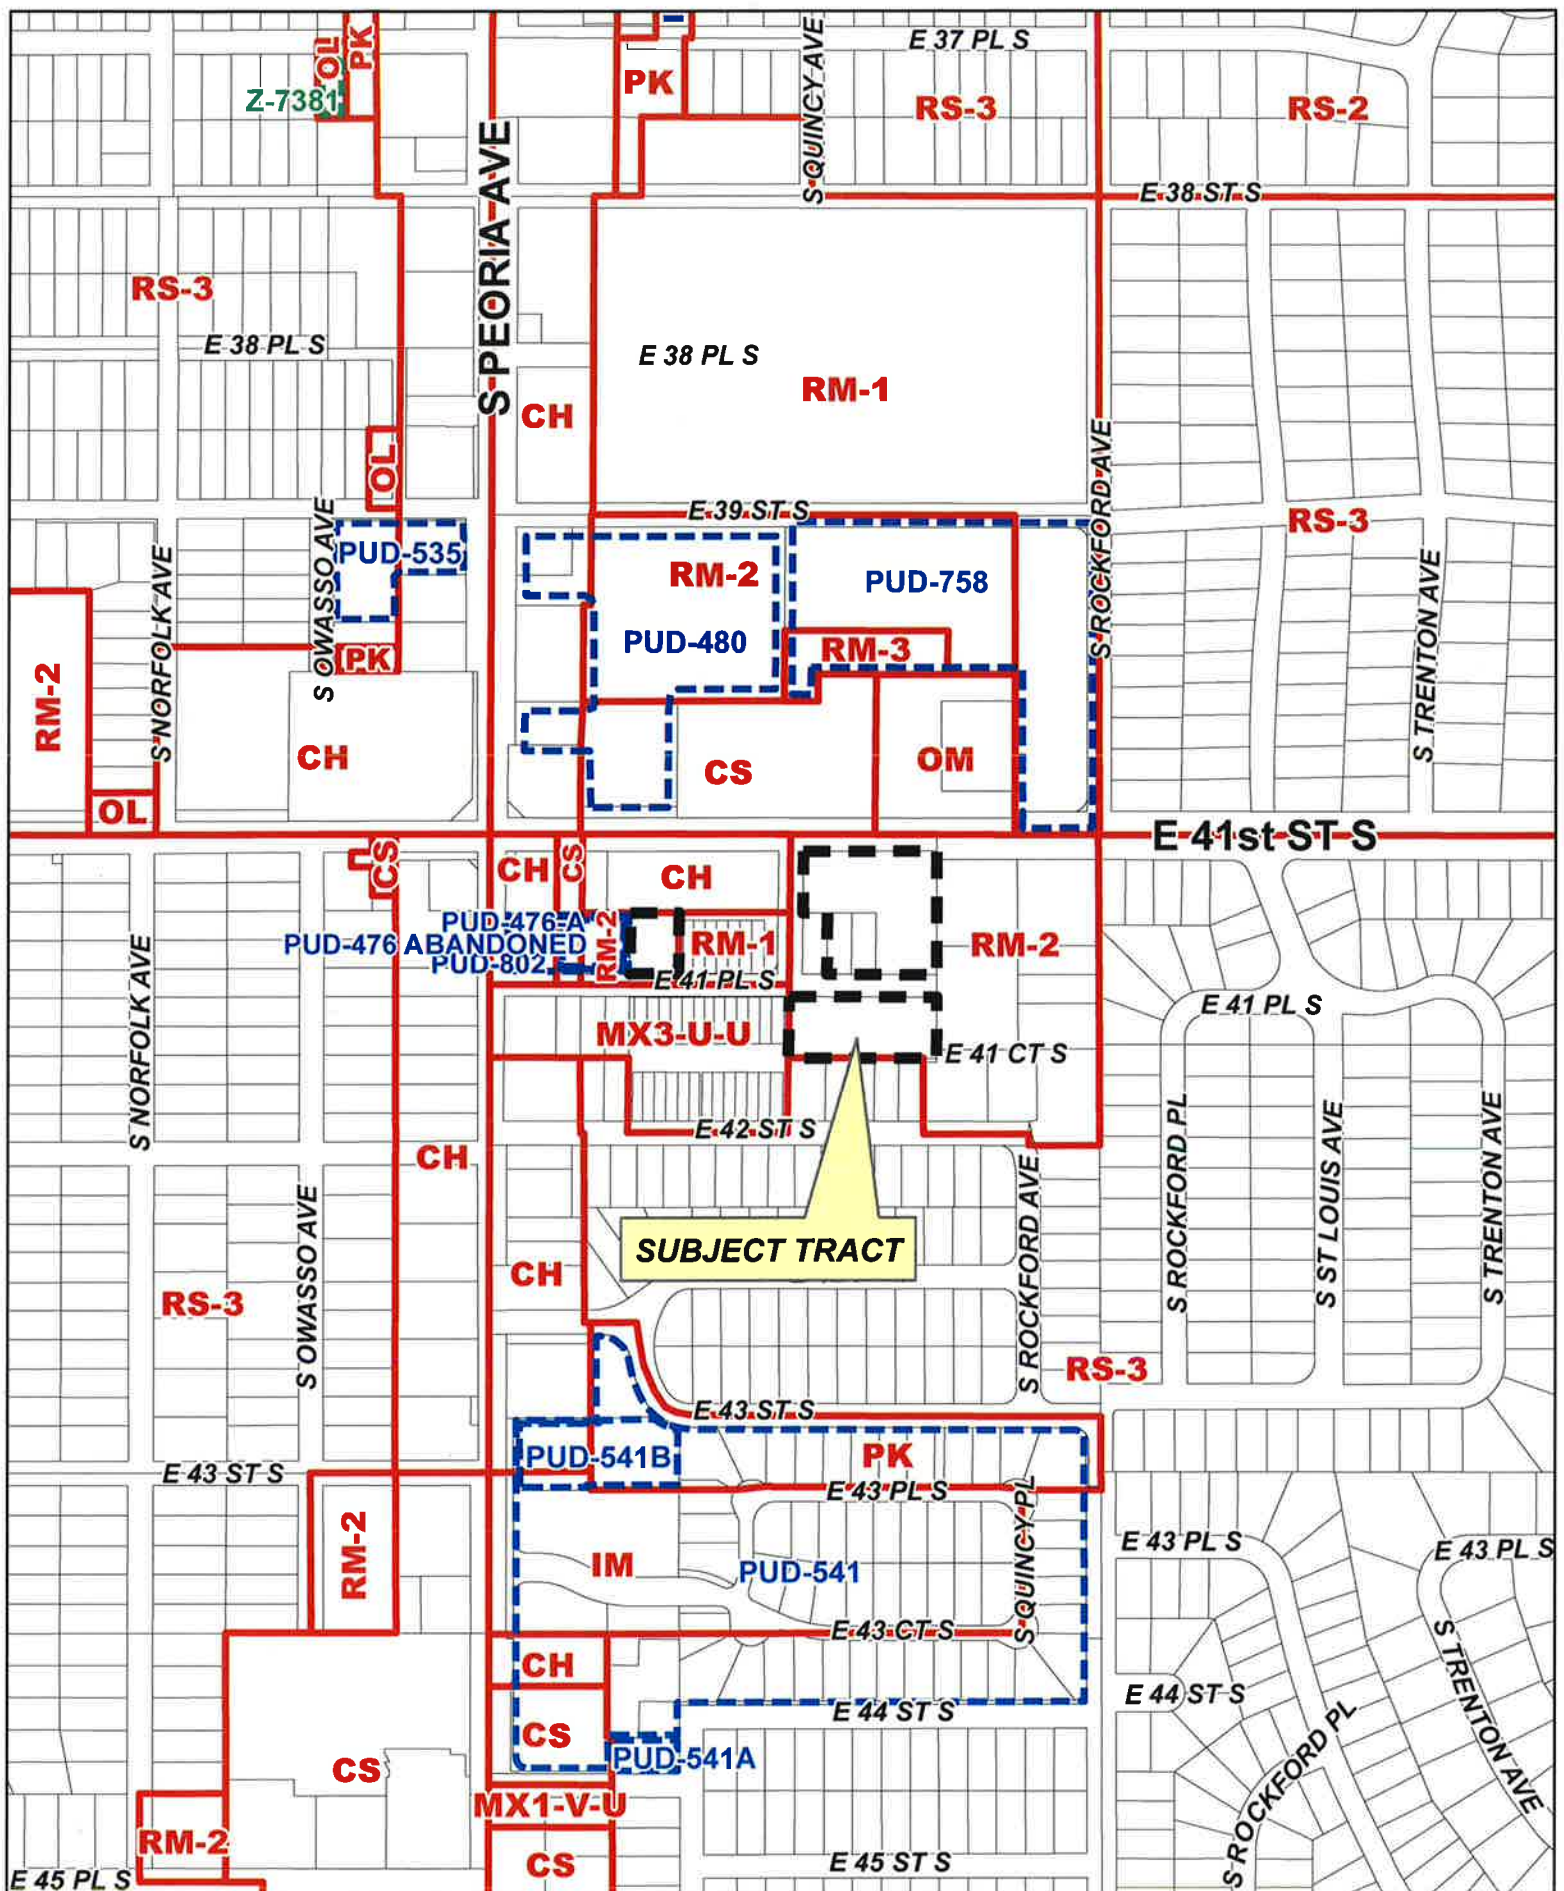 E 37 PL S
OL
PK
S QUINCY AVE
PK
Z-7381
RS-3
RS-2
E 38 ST S
S PEORIA AVE
RS-3
E 38 PL S
E 38 PL S
RM-1
CH
OL
S ROCKFORD AVE
E 39 ST S
RS-3
S OWASSO AVE
PUD-535
RM-2
PUD-758
S NORFOLK AVE
S TRENTON AVE
PUD-480
RM-3
PK
RM-2
CH
CS
OM
OL
E 41st ST S
CS
CH
CS
CH
PUD-476-A
PUD-476 ABANDONED
PUD-802
RM-2
RM-1
RM-2
E 41 PL S
S NORFOLK AVE
E 41 PL S
MX3-U-U
E 41 CT S
E 42 ST S
CH
S ROCKFORD PL
S ST LOUIS AVE
S TRENTON AVE
S OWASSO AVE
S ROCKFORD AVE
SUBJECT TRACT
CH
RS-3
RS-3
E 43 ST S
PUD-541B
PK
E 43 ST S
E 43 PL S
S QUINCY PL
RM-2
IM
PUD-541
E 43 PL S
E 43 PL S
E 43 CT S
S TRENTON AVE
CH
E 44 ST S
E 44 ST S
S ROCKFORD PL
CS
PUD-541A
CS
MX1-V-U
RM-2
CS
E 45 ST S
E 45 PL S